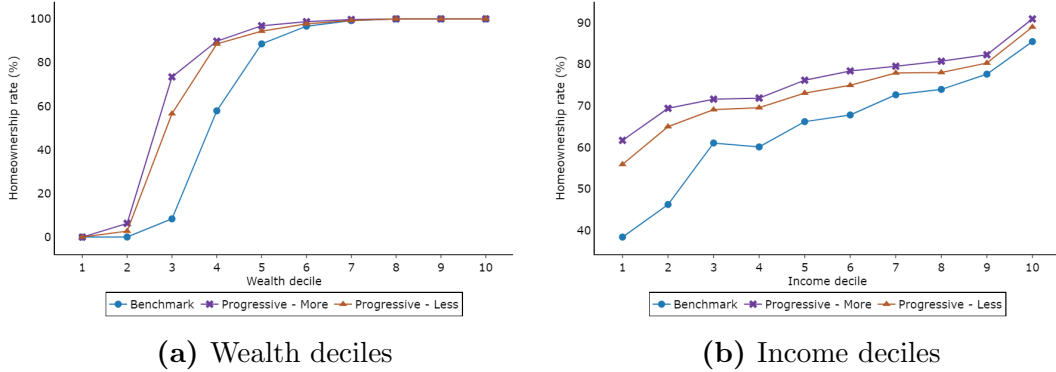 Homeownership rate (%)
100
80
60
40
20
0
1 2 3 4 5 6 7 8 9 10
Wealth decile
Benchmark Progressive - More Progressive - Less
(a) Wealth deciles
Homeownership rate (%)
90
80
70
60
50
40
1 2 3 4 5 6 7 8 9 10
Income decile
Benchmark Progressive - More Progressive - Less
(b) Income deciles